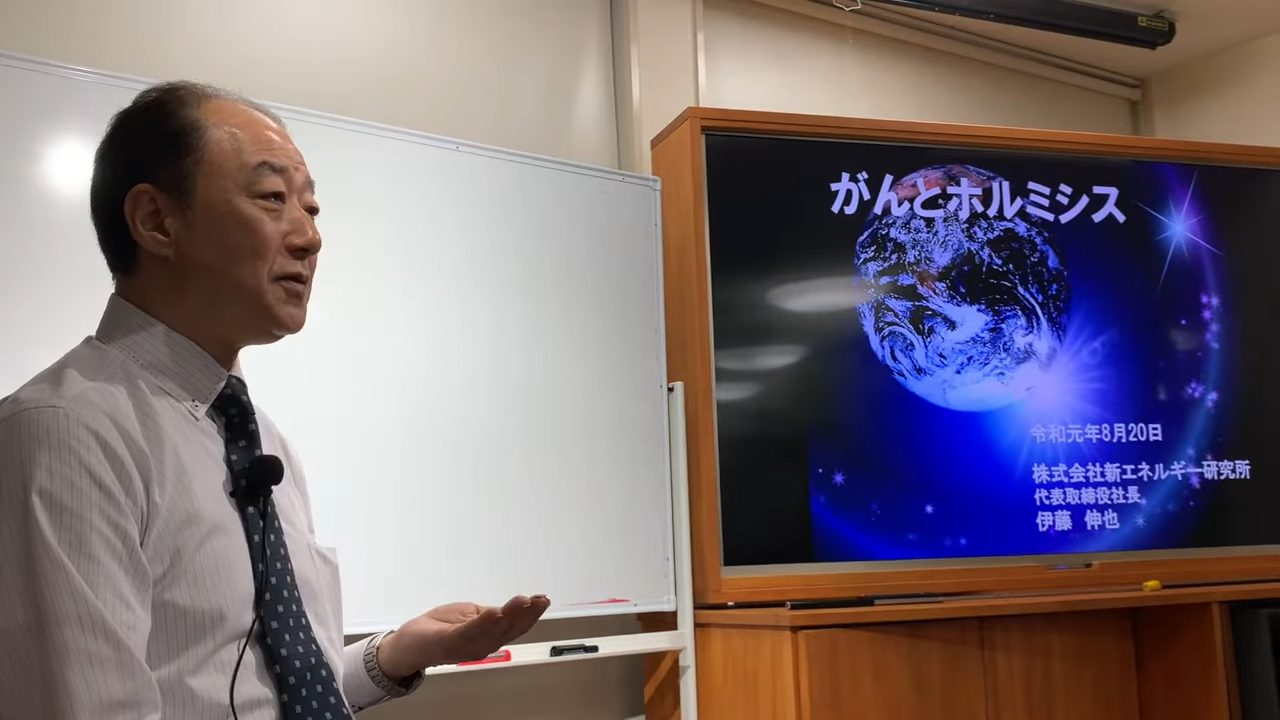 がんとホルミシス
令和元年8月20日
株式会社新エネルギー研究所
代表取締役社長
伊藤 伸也